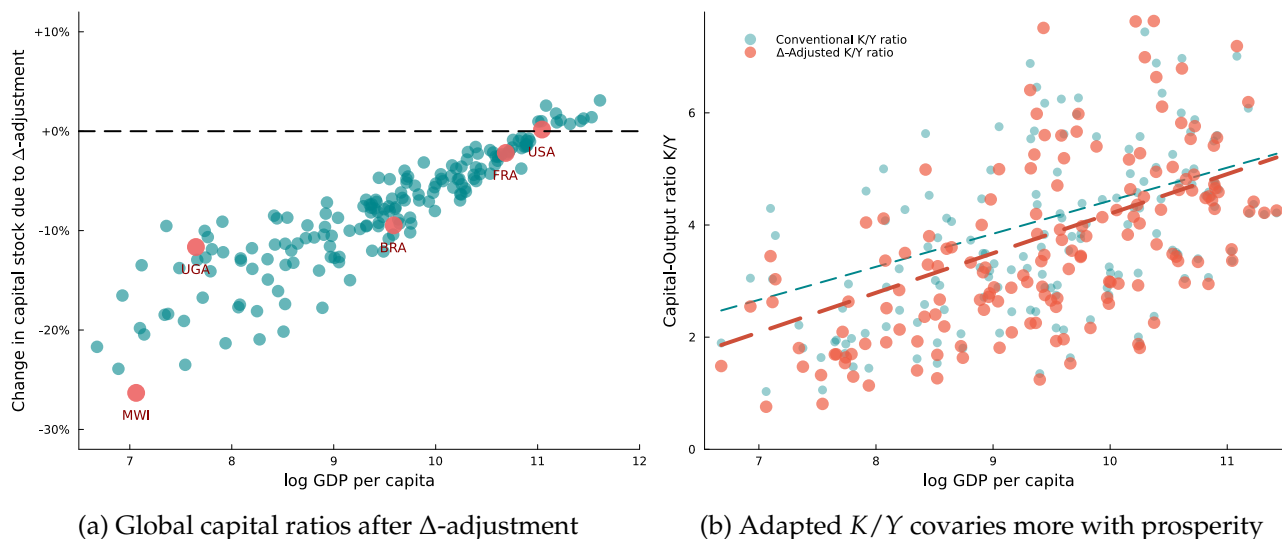 +10%
+0%
-10%
-20%
-30%
Change in capital stock due to Δ-adjustment
USA
FRA
BRA
UGA
MWI
7 8 9 10 11 12
log GDP per capita
(a) Global capital ratios after Δ-adjustment
Conventional K/Y ratio
Δ-Adjusted K/Y ratio
6
4
2
0
Capital-Output ratio K/Y
7 8 9 10 11
log GDP per capita
(b) Adapted K/Y covaries more with prosperity